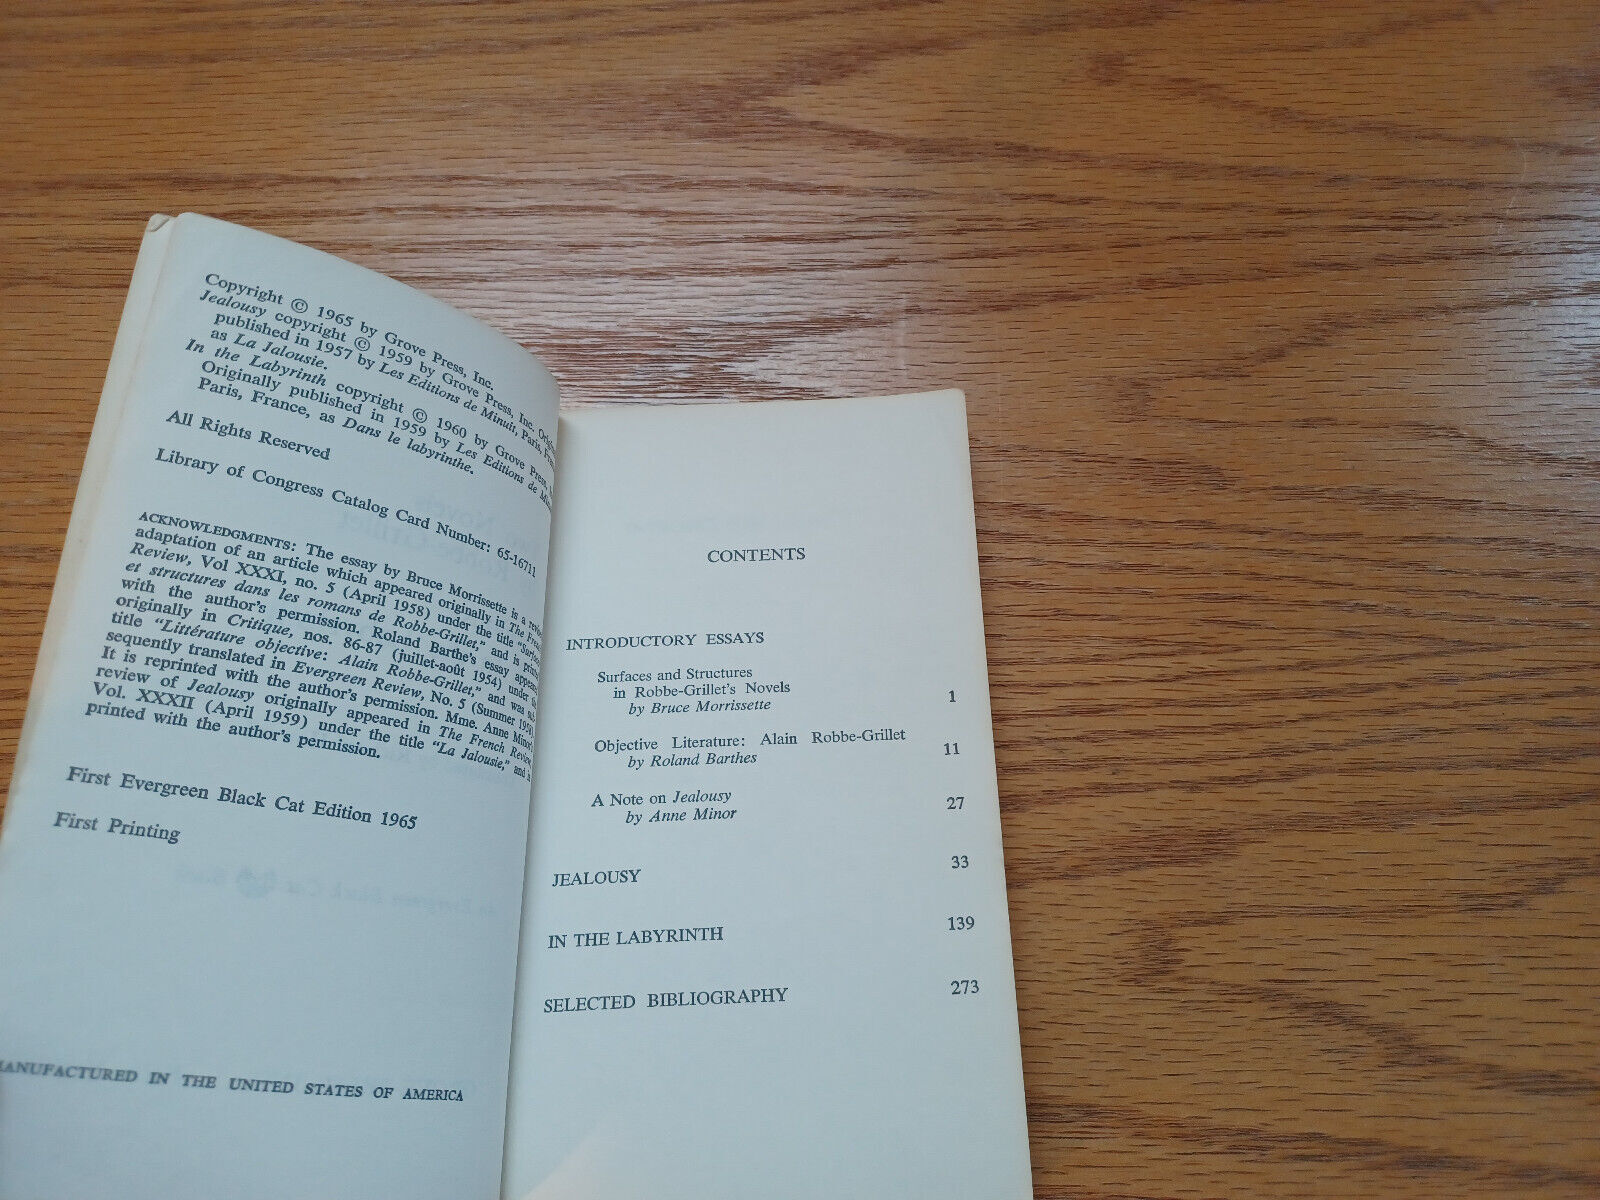 Copyright © 1965 by Grove Press, Inc.
Jealousy copyright © 1959 by Grove Press, Inc.
published in 1957 by Les Editions de Minuit, Paris,
as La Jalousie.
In the Labyrinth copyright © 1960 by Grove Press,
Originally published in 1959 by Les Editions de
Paris, France, as Dans le labyrinthe.
All Rights Reserved
Library of Congress Catalog Card Number: 65-16711
ACKNOWLEDGMENTS: The essay by Bruce Morrissette is a
adaptation of an article which appeared originally in The
Review, Vol XXXI, no. 5 (April 1958) under the title
et structures dans les romans de Robbe-Grillet," and is
with the author's permission. Roland Barthe's essay
originally in Critique, nos. 86-87 (juillet-août 1954) under the
title "Littérature objective: Alain Robbe-Grillet," and was sub-
sequently translated in Evergreen Review, No. 5 (Summer 1958).
It is reprinted with the author's permission. Mme. Anne Minor's
review of Jealousy originally appeared in The French Review
Vol. XXXII (April 1959) under the title "La Jalousie," and is
printed with the author's permission.
First Evergreen Black Cat Edition 1965
First Printing
MANUFACTURED IN THE UNITED STATES OF AMERICA
CONTENTS
INTRODUCTORY ESSAYS
Surfaces and Structures
in Robbe-Grillet's Novels
by Bruce Morrissette 1
Objective Literature: Alain Robbe-Grillet
by Roland Barthes 11
A Note on Jealousy 27
by Anne Minor
JEALOUSY 33
IN THE LABYRINTH 139
SELECTED BIBLIOGRAPHY 273